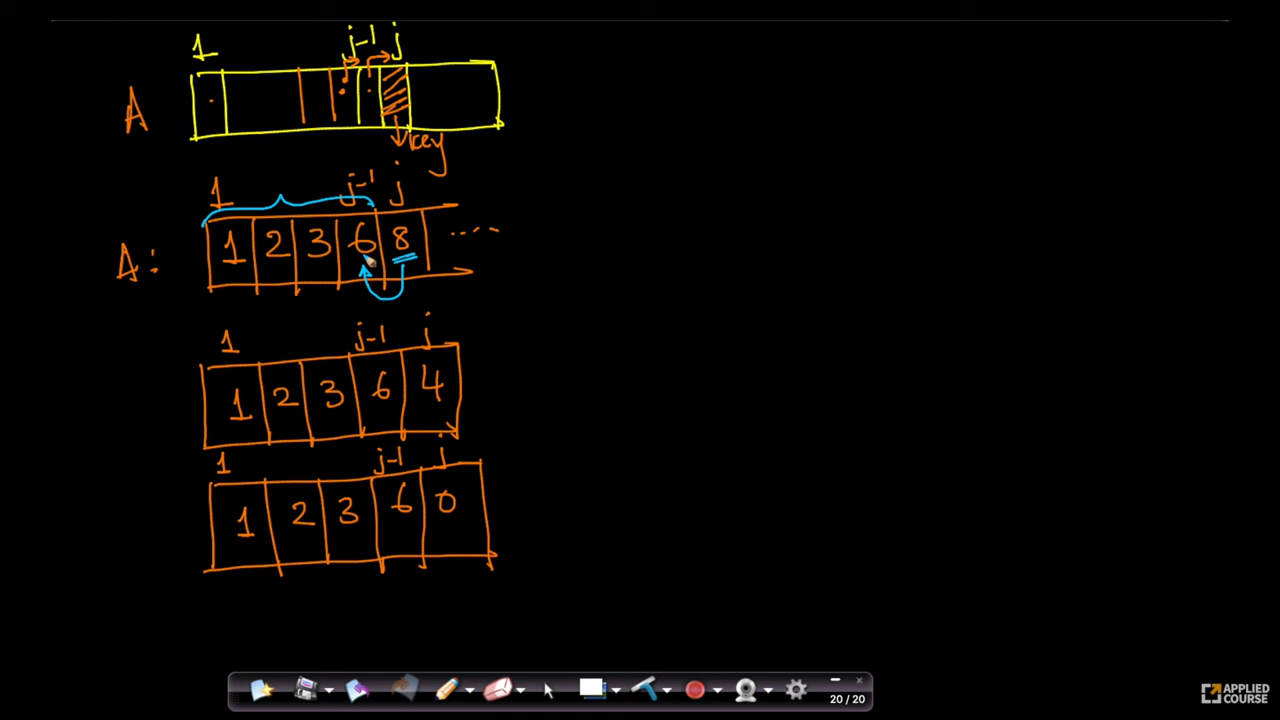 1 j-1 j
A
key
1 j-1 j
A: 1 2 3 6 8 ....
1 j-1 j
1 2 3 6 4
1 j-1 j
1 2 3 6 0
20 / 20
APPLIED
COURSE